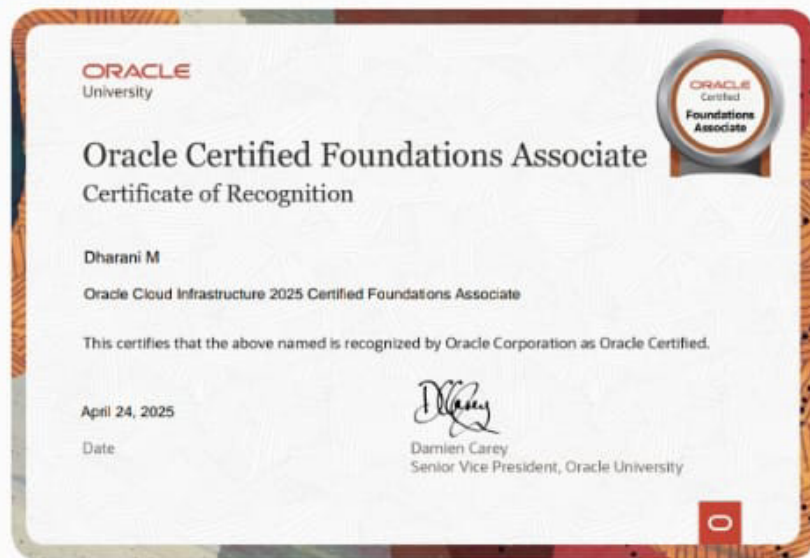 ORACLE
University
ORACLE
Certified
Foundations
Associate
Oracle Certified Foundations Associate
Certificate of Recognition
Dharani M
Oracle Cloud Infrastructure 2025 Certified Foundations Associate
This certifies that the above named is recognized by Oracle Corporation as Oracle Certified.
April 24, 2025
Date
DCarey
Damien Carey
Senior Vice President, Oracle University